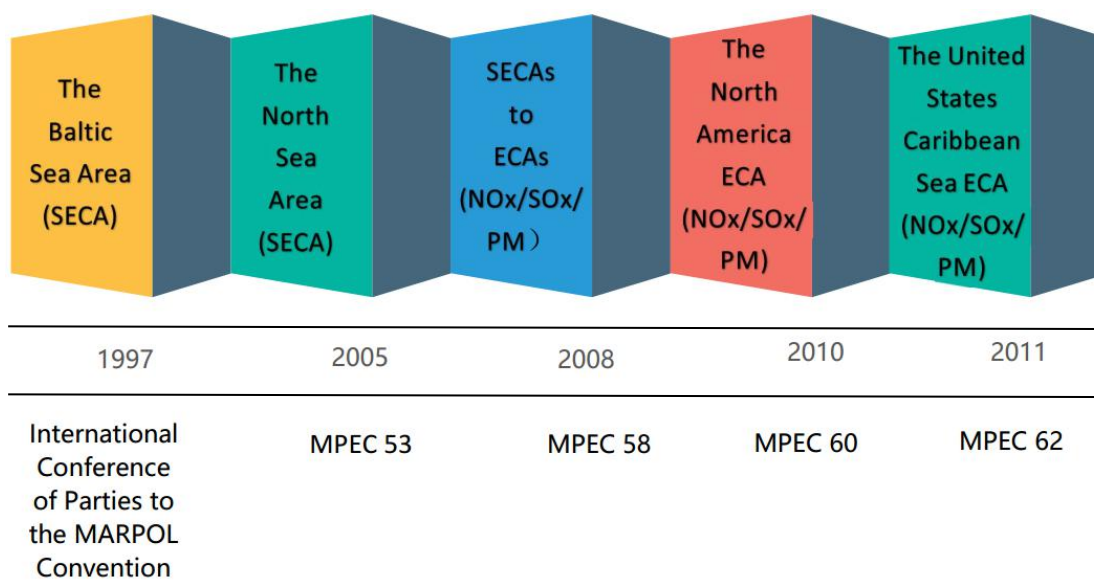 The
Baltic
Sea Area
(SECA)
The
North
Sea
Area
(SECA)
SECAs
to
ECAs
(NOx/SOx/
PM）
The
North
America
ECA
(NOx/SOx/
PM)
The United
States
Caribbean
Sea ECA
(NOx/SOx/
PM)
1997
2005
2008
2010
2011
International
Conference
of Parties to
the MARPOL
Convention
MPEC 53
MPEC 58
MPEC 60
MPEC 62